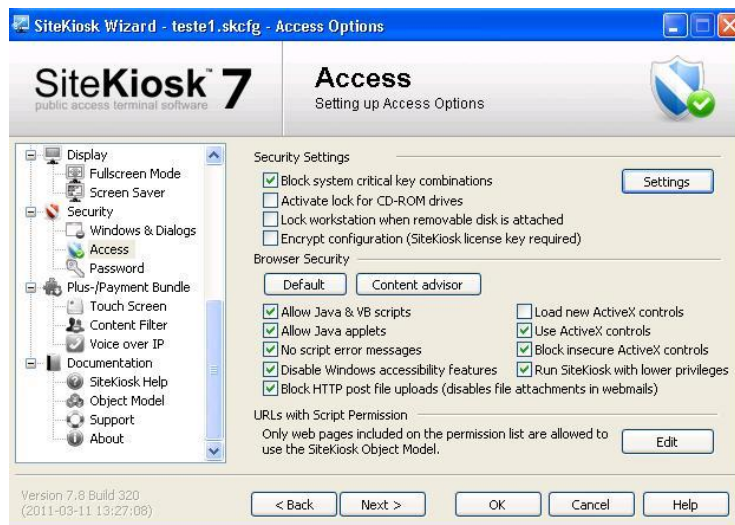 SiteKiosk Wizard - teste1.skcfg - Access Options
SiteKiosk™ 7
public access terminal software
Access
Setting up Access Options
Display
Fullscreen Mode
Screen Saver
Security
Windows & Dialogs
Access
Password
Plus-/Payment Bundle
Touch Screen
Content Filter
Voice over IP
Documentation
SiteKiosk Help
Object Model
Support
About
Security Settings
Block system critical key combinations
Settings
Activate lock for CD-ROM drives
Lock workstation when removable disk is attached
Encrypt configuration (SiteKiosk license key required)
Browser Security
Default Content advisor
Allow Java & VB scripts Load new ActiveX controls
Allow Java applets Use ActiveX controls
No script error messages Block insecure ActiveX controls
Disable Windows accessibility features Run SiteKiosk with lower privileges
Block HTTP post file uploads (disables file attachments in webmails)
URLs with Script Permission
Only web pages included on the permission list are allowed to
use the SiteKiosk Object Model.
Edit
Version 7.8 Build 320
(2011-03-11 13:27:08)
< Back Next > OK Cancel Help